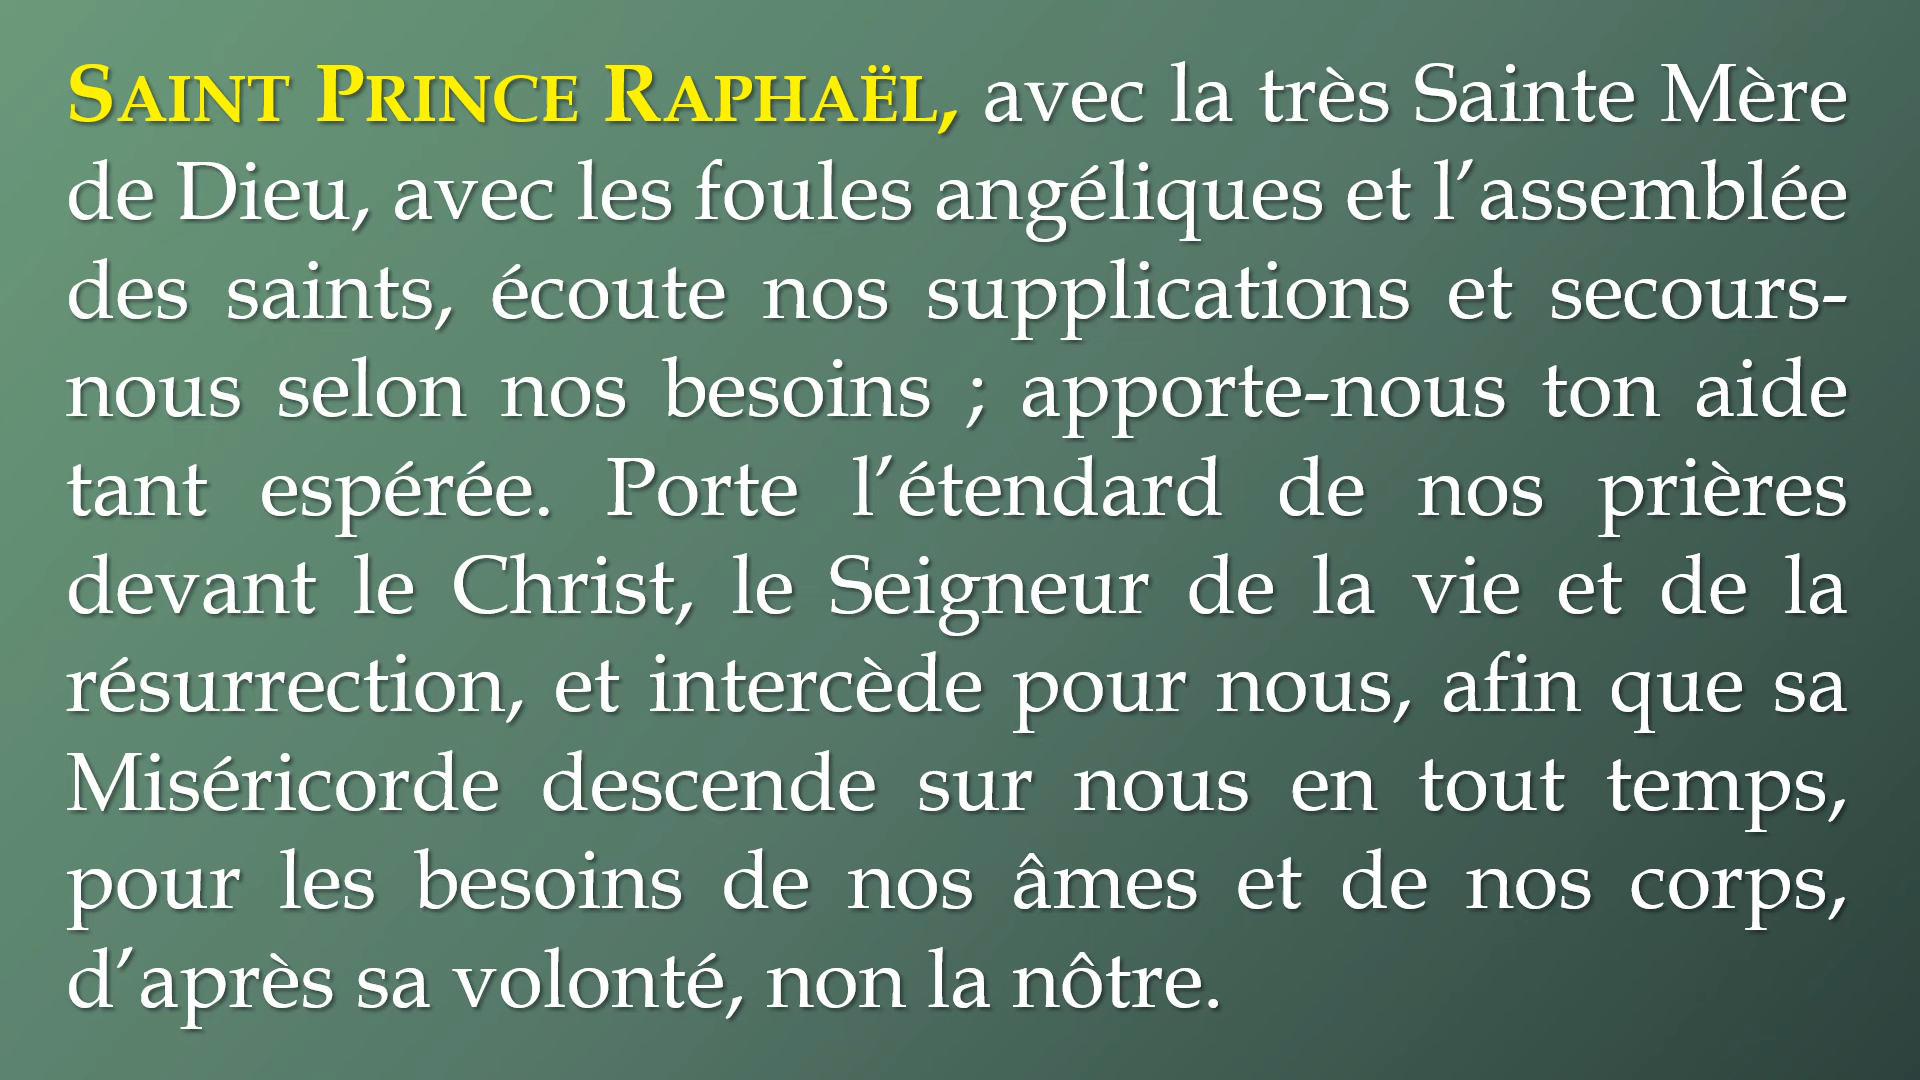 SAINT PRINCE RAPHAËL, avec la très Sainte Mère
de Dieu, avec les foules angéliques et l’assemblée
des saints, écoute nos supplications et secours-
nous selon nos besoins ; apporte-nous ton aide
tant espérée. Porte l’étendard de nos prières
devant le Christ, le Seigneur de la vie et de la
résurrection, et intercède pour nous, afin que sa
Miséricorde descende sur nous en tout temps,
pour les besoins de nos âmes et de nos corps,
d’après sa volonté, non la nôtre.